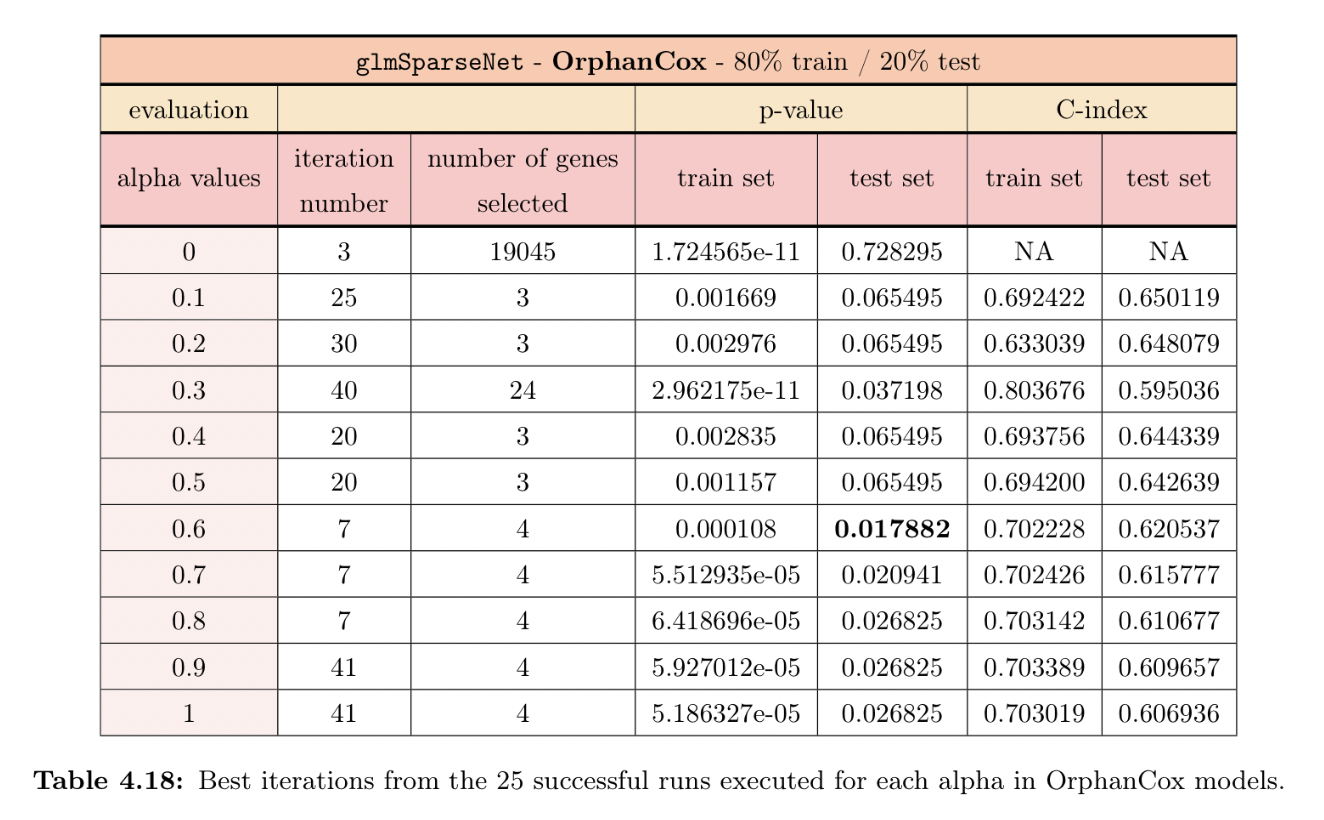 glmSparseNet - OrphanCox - 80% train / 20% test
evaluation p-value C-index
alpha values iteration number number of genes selected train set test set train set test set
0 3 19045 1.724565e-11 0.728295 NA NA
0.1 25 3 0.001669 0.065495 0.692422 0.650119
0.2 30 3 0.002976 0.065495 0.633039 0.648079
0.3 40 24 2.962175e-11 0.037198 0.803676 0.595036
0.4 20 3 0.002835 0.065495 0.693756 0.644339
0.5 20 3 0.001157 0.065495 0.694200 0.642639
0.6 7 4 0.000108 0.017882 0.702228 0.620537
0.7 7 4 5.512935e-05 0.020941 0.702426 0.615777
0.8 7 4 6.418696e-05 0.026825 0.703142 0.610677
0.9 41 4 5.927012e-05 0.026825 0.703389 0.609657
1 41 4 5.186327e-05 0.026825 0.703019 0.606936
Table 4.18: Best iterations from the 25 successful runs executed for each alpha in OrphanCox models.